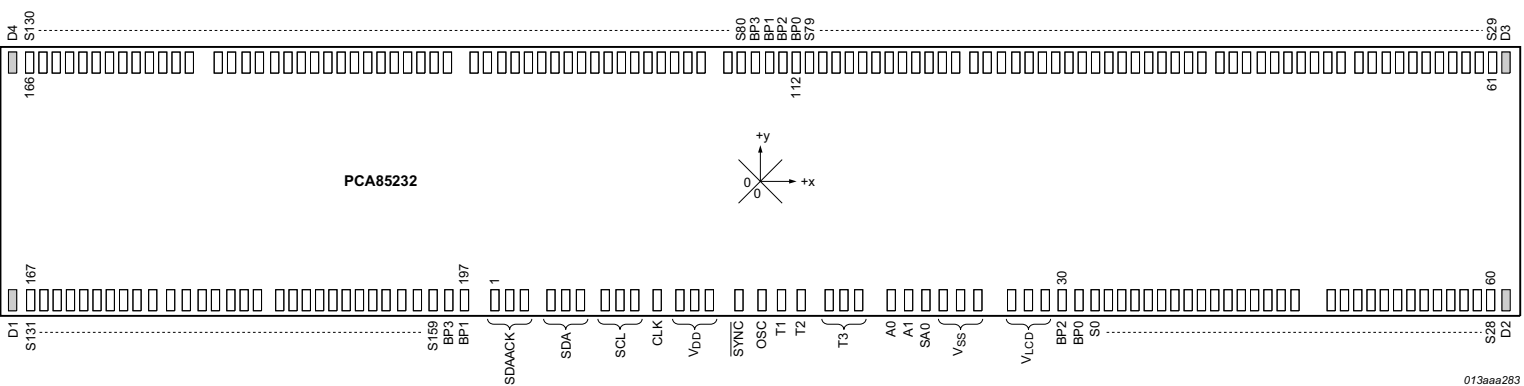 D4 S130 S80 BP3 BP1 BP2 BP0 S79 S29 D3
166 112 61
+y
PCA85232 0 +x
0
167 197 1 30 60
D1 S131 S159 BP3 BP1 SDAACK SDA SCL CLK VDD SYNC OSC T1 T2 T3 A0 A1 SA0 VSS VLCD BP2 BP0 S0 S28 D2
013aaa283